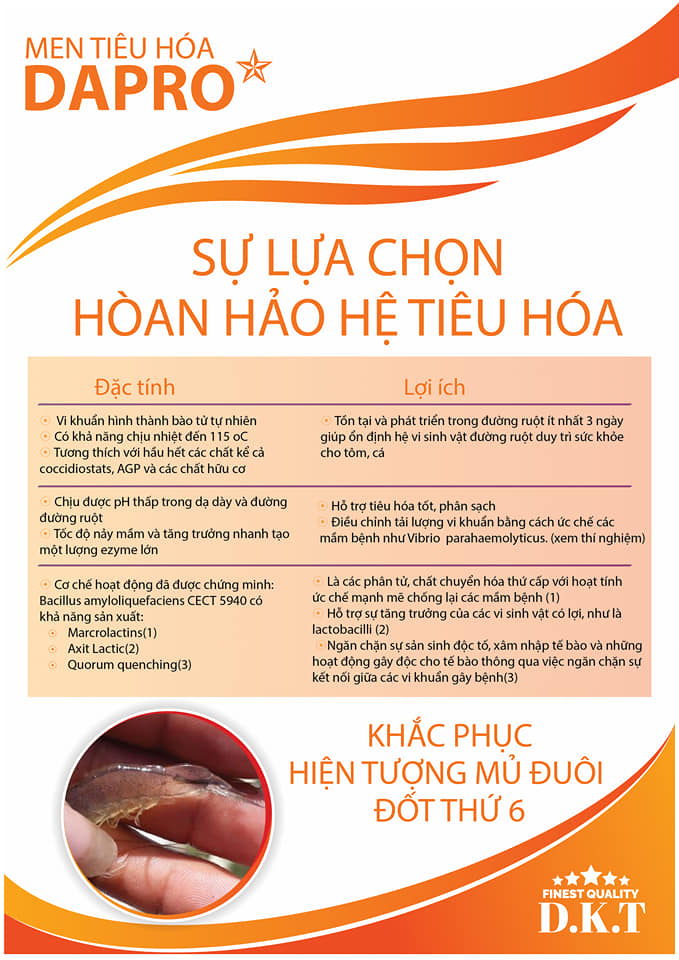 MEN TIÊU HÓA
DAPRO
SỰ LỰA CHỌN
HÒAN HẢO HỆ TIÊU HÓA
Đặc tính
Lợi ích
Vi khuẩn hình thành bào tử tự nhiên
Có khả năng chịu nhiệt đến 115 oC
Tương thích với hầu hết các chất kể cả
coccidiostats, AGP và các chất hữu cơ
Tồn tại và phát triển trong đường ruột ít nhất 3 ngày
giúp ổn định hệ vi sinh vật đường ruột duy trì sức khỏe
cho tôm, cá
Chịu được pH thấp trong dạ dày và đường
đường ruột
Tốc độ nảy mầm và tăng trưởng nhanh tạo
một lượng ezyme lớn
Hỗ trợ tiêu hóa tốt, phân sạch
Điều chỉnh tải lượng vi khuẩn bằng cách ức chế các
mầm bệnh như Vibrio parahaemolyticus. (xem thí nghiệm)
Cơ chế hoạt động đã được chứng minh:
Bacillus amyloliquefaciens CECT 5940 có
khả năng sản xuất:
Marcrolactins(1)
Axit Lactic(2)
Quorum quenching(3)
Là các phân tử, chất chuyển hóa thứ cấp với hoạt tính
ức chế mạnh mẽ chống lại các mầm bệnh (1)
Hỗ trợ sự tăng trưởng của các vi sinh vật có lợi, như là
lactobacilli (2)
Ngăn chặn sự sản sinh độc tố, xâm nhập tế bào và những
hoạt động gây độc cho tế bào thông qua việc ngăn chặn sự
kết nối giữa các vi khuẩn gây bệnh(3)
KHẮC PHỤC
HIỆN TƯỢNG MỦ ĐUÔI
ĐỐT THỨ 6
FINEST QUALITY
D.K.T